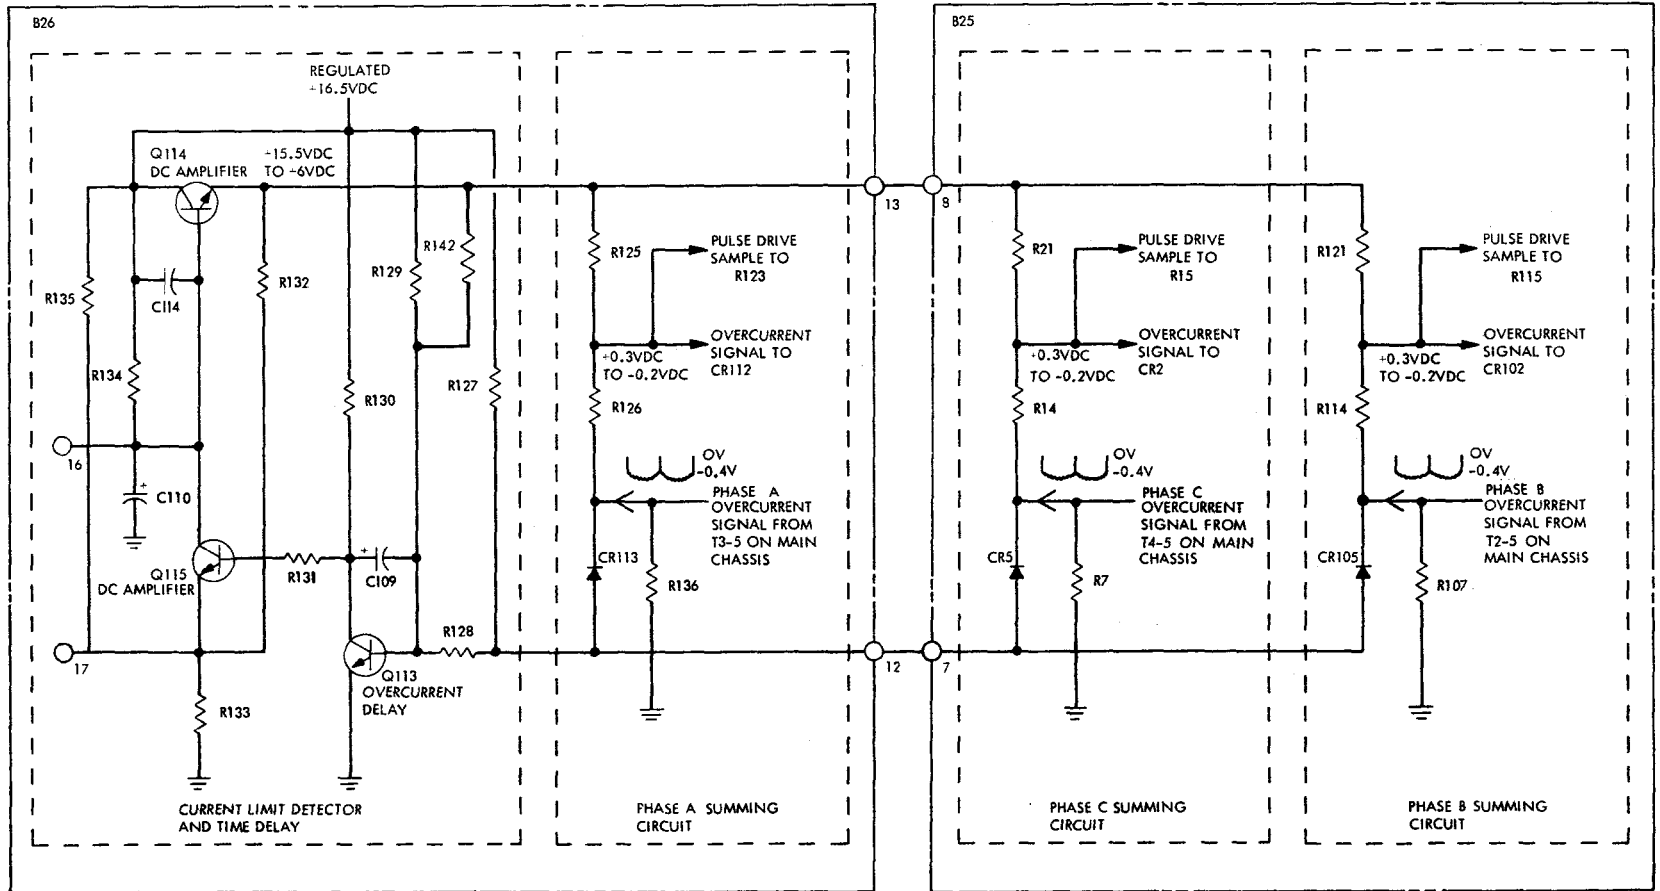 B26
REGULATED
+16.5VDC
Q114
DC AMPLIFIER
+15.5VDC
TO +6VDC
R135
C114
R132
R129
R142
R134
R130
R127
16
C110
+
Q115
DC AMPLIFIER
R131
+
C109
17
R128
Q113
OVERCURRENT
DELAY
R133
CURRENT LIMIT DETECTOR
AND TIME DELAY
R125
PULSE DRIVE
SAMPLE TO
R123
OVERCURRENT
SIGNAL TO
CR112
+0.3VDC
TO -0.2VDC
R126
0V
-0.4V
PHASE A
OVERCURRENT
SIGNAL FROM
T3-5 ON MAIN
CHASSIS
CR113
R136
PHASE A SUMMING
CIRCUIT
13
12
B25
8
7
R21
PULSE DRIVE
SAMPLE TO
R15
OVERCURRENT
SIGNAL TO
CR2
+0.3VDC
TO -0.2VDC
R14
0V
-0.4V
PHASE C
OVERCURRENT
SIGNAL FROM
T4-5 ON MAIN
CHASSIS
CR5
R7
PHASE C SUMMING
CIRCUIT
R121
PULSE DRIVE
SAMPLE TO
R115
OVERCURRENT
SIGNAL TO
CR102
+0.3VDC
TO -0.2VDC
R114
0V
-0.4V
PHASE B
OVERCURRENT
SIGNAL FROM
T2-5 ON
MAIN CHASSIS
CR105
R107
PHASE B SUMMING
CIRCUIT